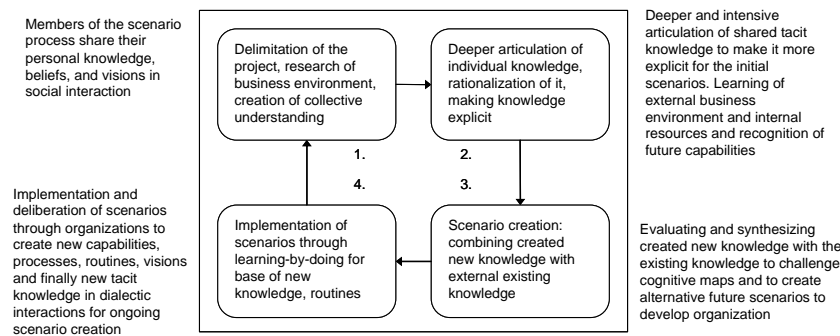 Members of the scenario
process share their
personal knowledge,
beliefs, and visions in
social interaction
Delimitation of the
project, research of
business environment,
creation of collective
understanding
Deeper articulation of
individual knowledge,
rationalization of it,
making knowledge
explicit
Deeper and intensive
articulation of shared tacit
knowledge to make it more
explicit for the initial
scenarios. Learning of
external business
environment and internal
resources and recognition of
future capabilities
1.
2.
4.
3.
Implementation and
deliberation of scenarios
through organizations to
create new capabilities,
processes, routines, visions
and finally new tacit
knowledge in dialectic
interactions for ongoing
scenario creation
Implementation of
scenarios through
learning-by-doing for
base of new
knowledge, routines
Scenario creation:
combining created
new knowledge with
external existing
knowledge
Evaluating and synthesizing
created new knowledge with the
existing knowledge to challenge
cognitive maps and to create
alternative future scenarios to
develop organization